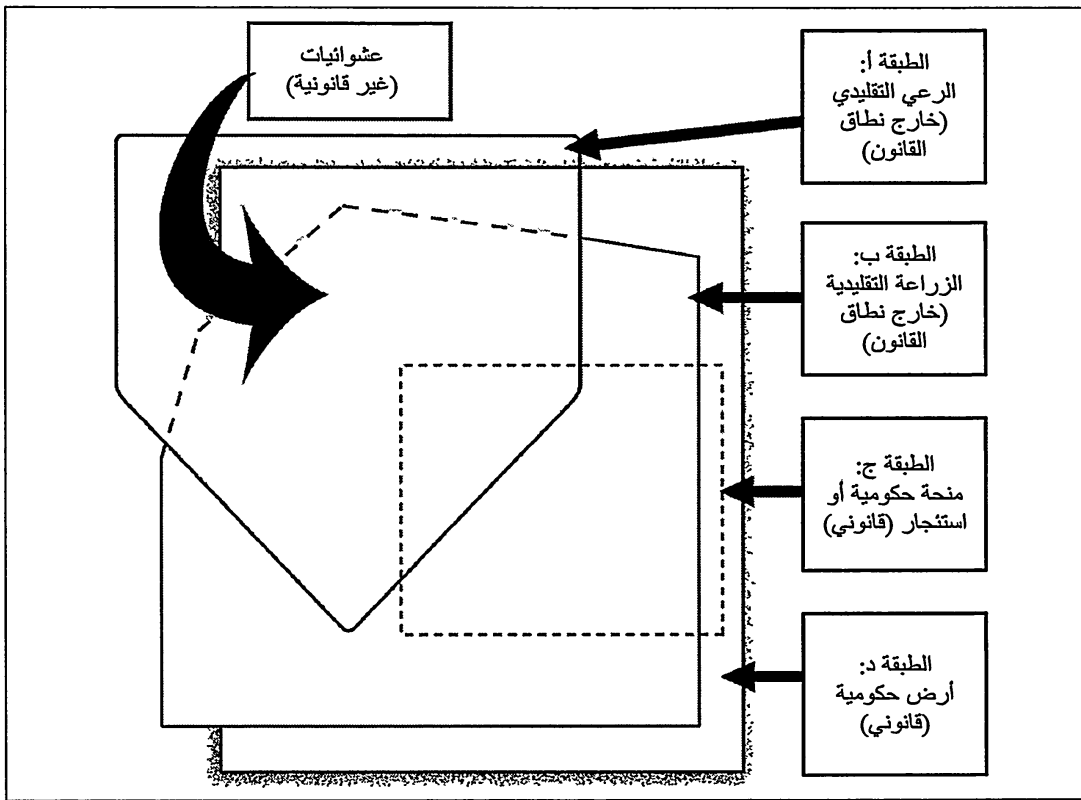 عشوائيات
(غير قانونية)
الطبقة أ:
الرعي التقليدي
(خارج نطاق
القانون)
الطبقة ب:
الزراعة التقليدية
(خارج نطاق
القانون)
الطبقة ج:
منحة حكومية أو
استئجار (قانوني)
الطبقة د:
أرض حكومية
(قانوني)